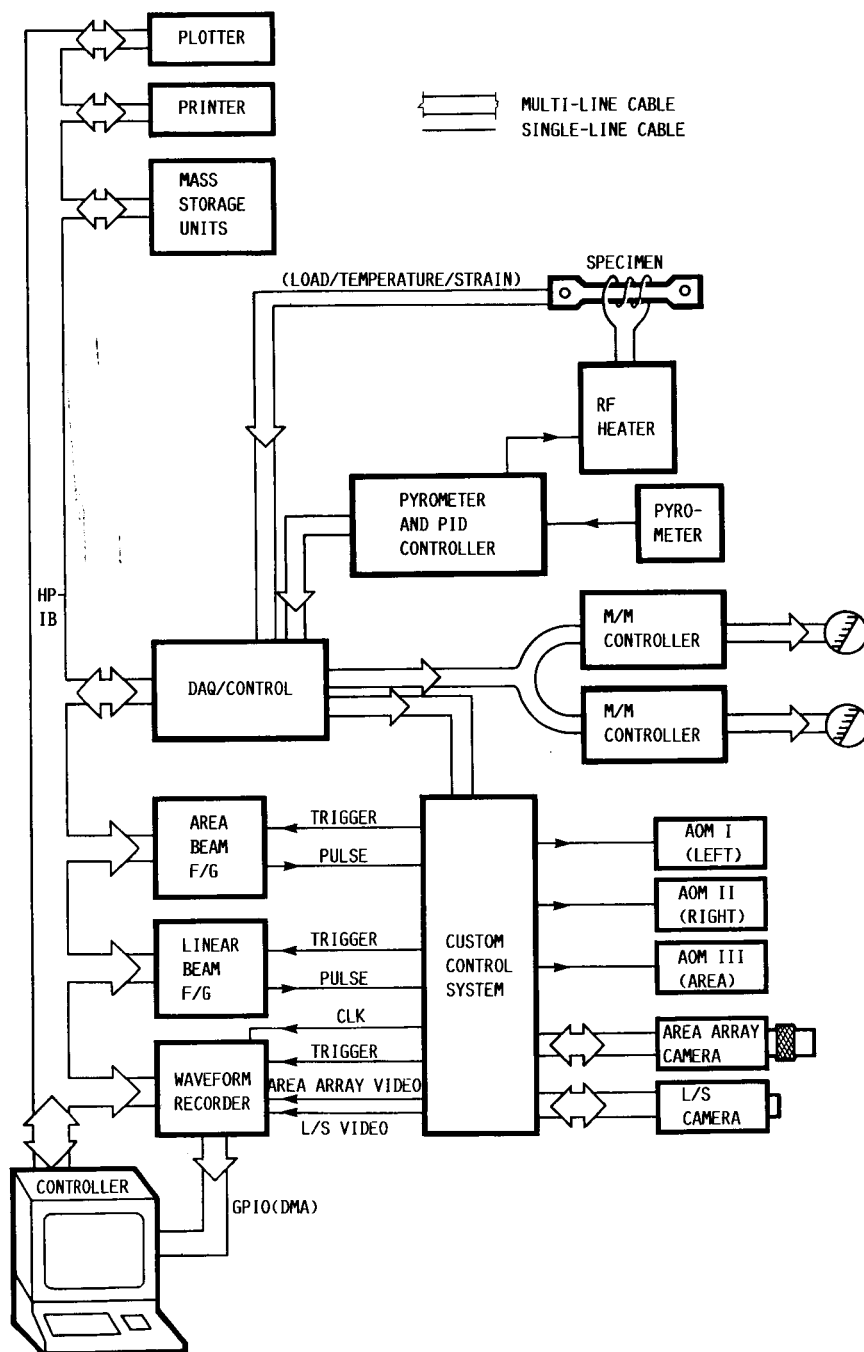 PLOTTER
PRINTER
MULTI-LINE CABLE
SINGLE-LINE CABLE
MASS
STORAGE
UNITS
(LOAD/TEMPERATURE/STRAIN)
SPECIMEN
RF
HEATER
PYROMETER
AND PID
CONTROLLER
PYRO-
METER
HP-
IB
M/M
CONTROLLER
DAQ/CONTROL
M/M
CONTROLLER
AREA
BEAM
F/G
TRIGGER
PULSE
AOM I
(LEFT)
AOM II
(RIGHT)
LINEAR
BEAM
F/G
TRIGGER
PULSE
CUSTOM
CONTROL
SYSTEM
AOM III
(AREA)
CLK
TRIGGER
WAVEFORM
RECORDER
AREA ARRAY VIDEO
L/S VIDEO
AREA ARRAY
CAMERA
L/S
CAMERA
CONTROLLER
GPIO(DMA)